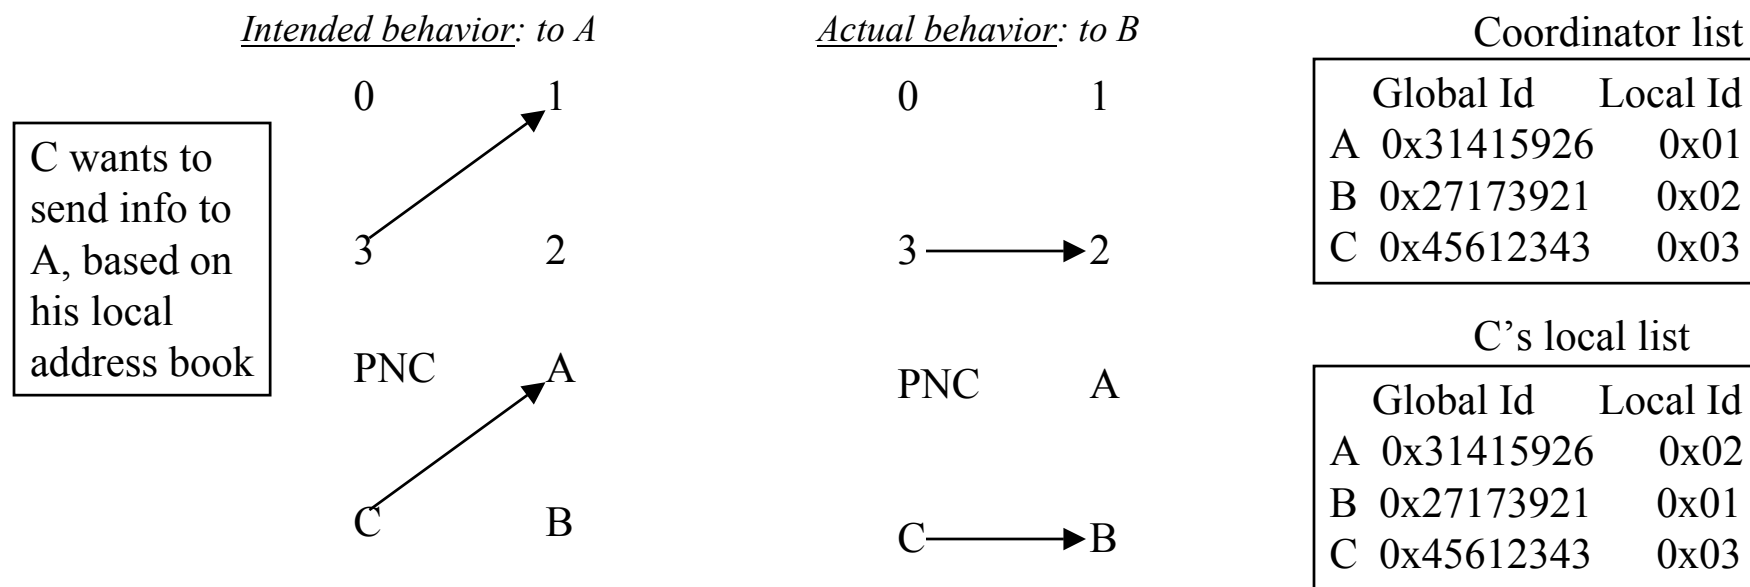 Intended behavior: to A
0 1
3 2
PNC A
C B
C wants to
send info to
A, based on
his local
address book
Actual behavior: to B
0 1
3 2
PNC A
C B
Coordinator list
Global Id Local Id
A 0x31415926 0x01
B 0x27173921 0x02
C 0x45612343 0x03
C’s local list
Global Id Local Id
A 0x31415926 0x02
B 0x27173921 0x01
C 0x45612343 0x03